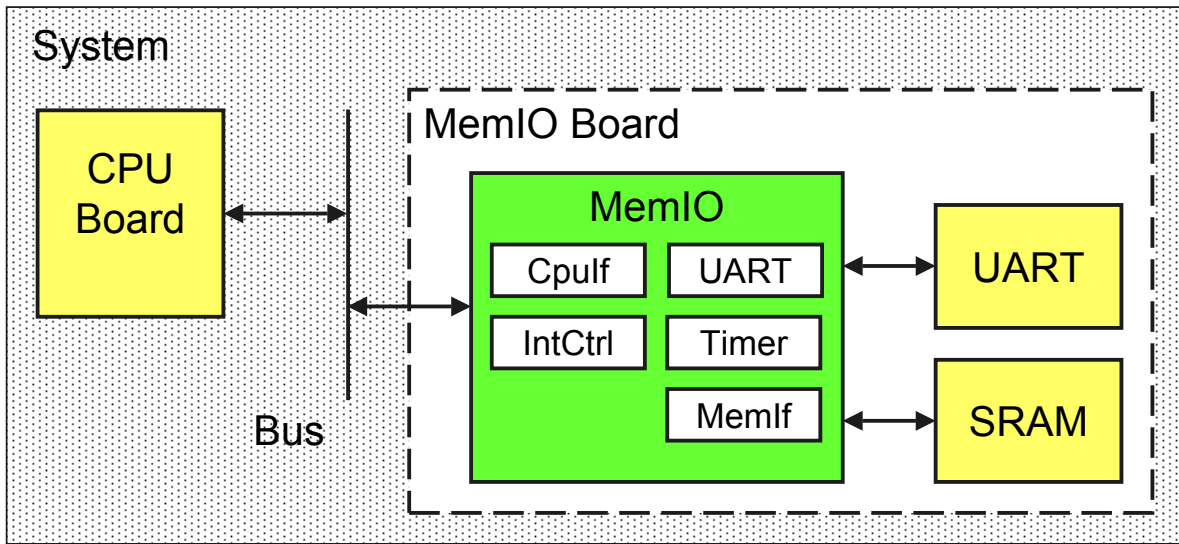 System
CPU
Board
Bus
MemIO Board
MemIO
CpuIf
UART
IntCtrl
Timer
MemIf
UART
SRAM